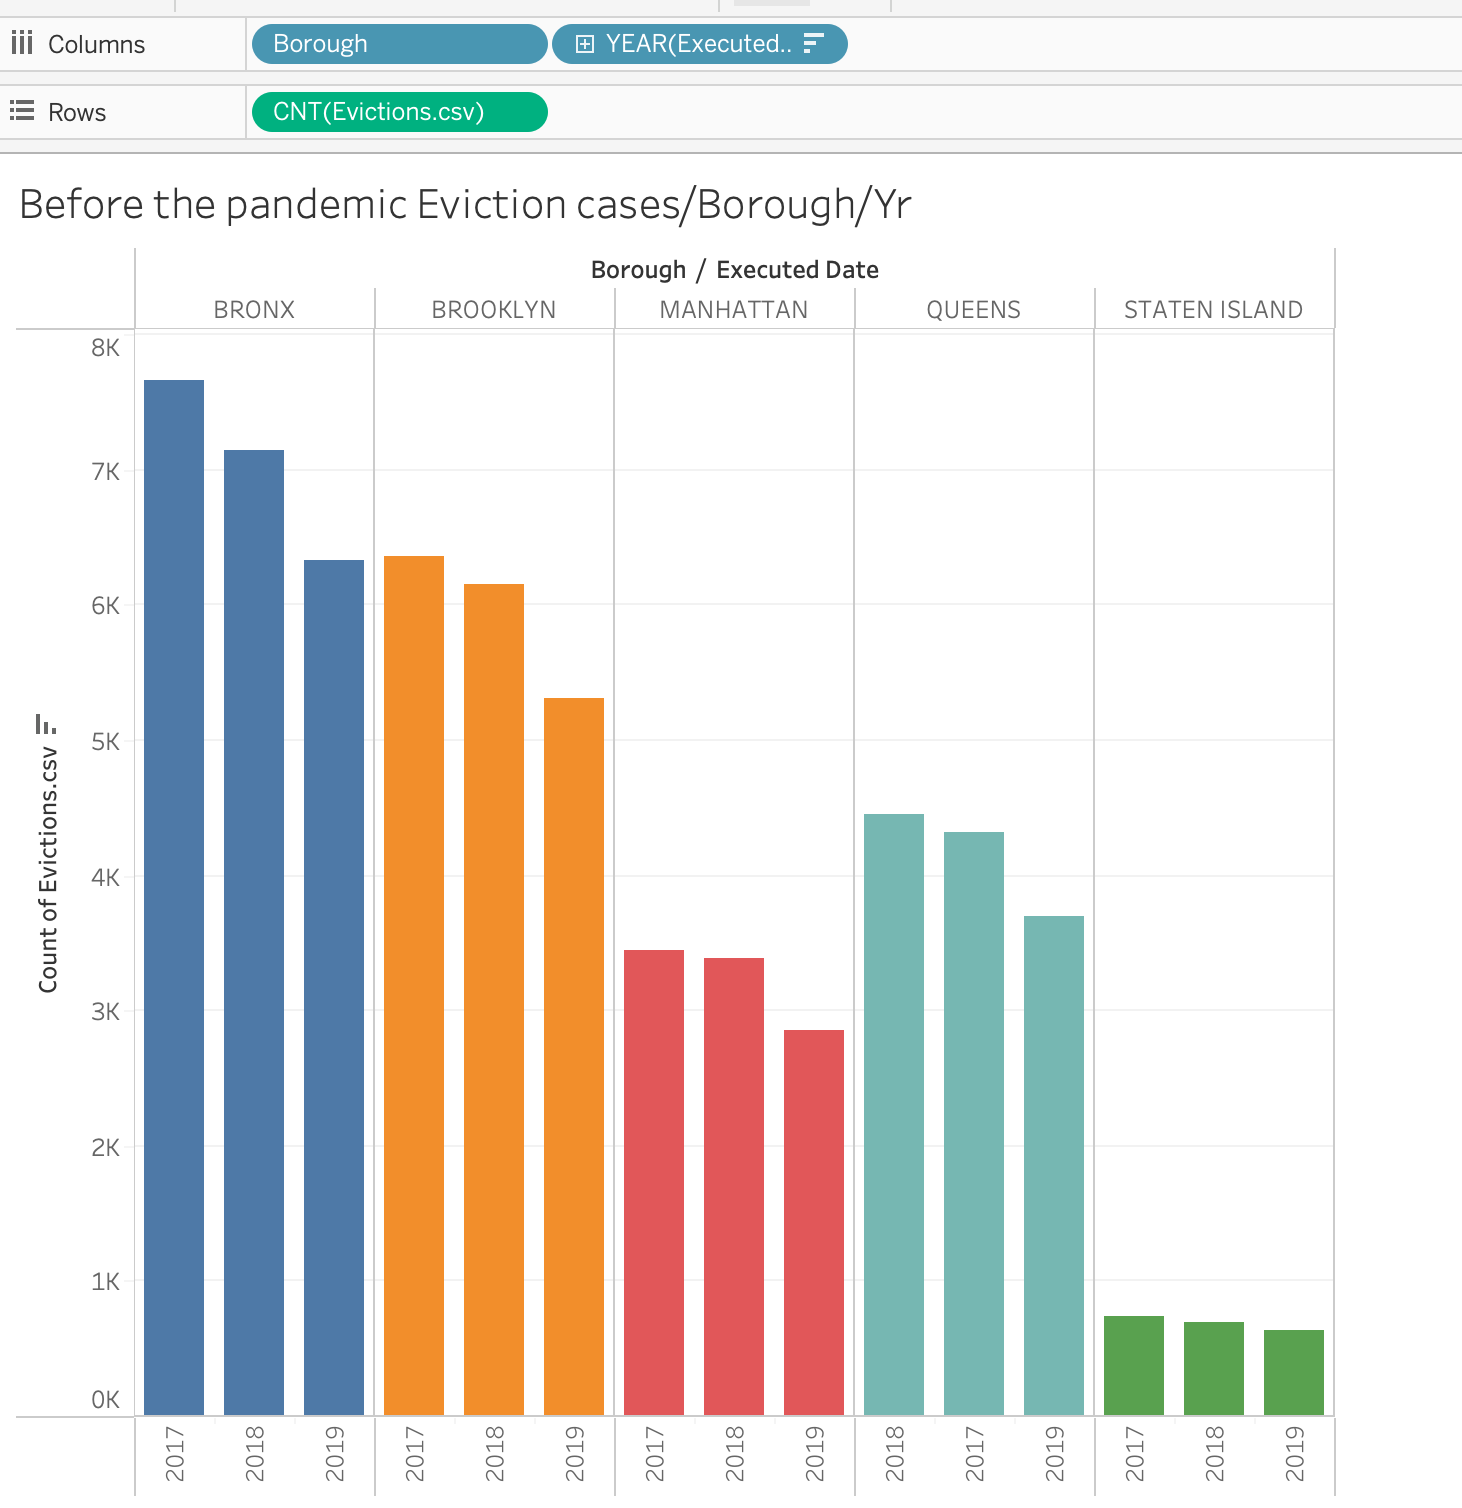 Columns
Borough
YEAR(Executed..
Rows
CNT(Evictions.csv)
Before the pandemic Eviction cases/Borough/Yr
Borough / Executed Date
BRONX BROOKLYN MANHATTAN QUEENS STATEN ISLAND
8K
7K
6K
5K
4K
3K
2K
1K
0K
Count of Evictions.csv
2017 2018 2019 2017 2018 2019 2017 2018 2019 2018 2017 2019 2017 2018 2019